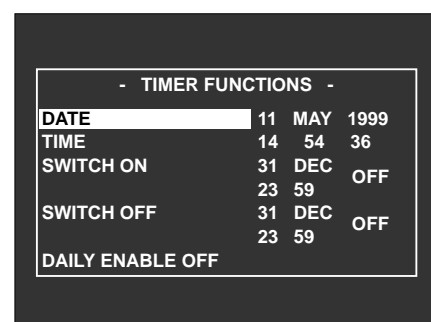 - TIMER FUNCTIONS -
DATE 11 MAY 1999
TIME 14 54 36
SWITCH ON 31 DEC OFF
23 59
SWITCH OFF 31 DEC OFF
23 59
DAILY ENABLE OFF